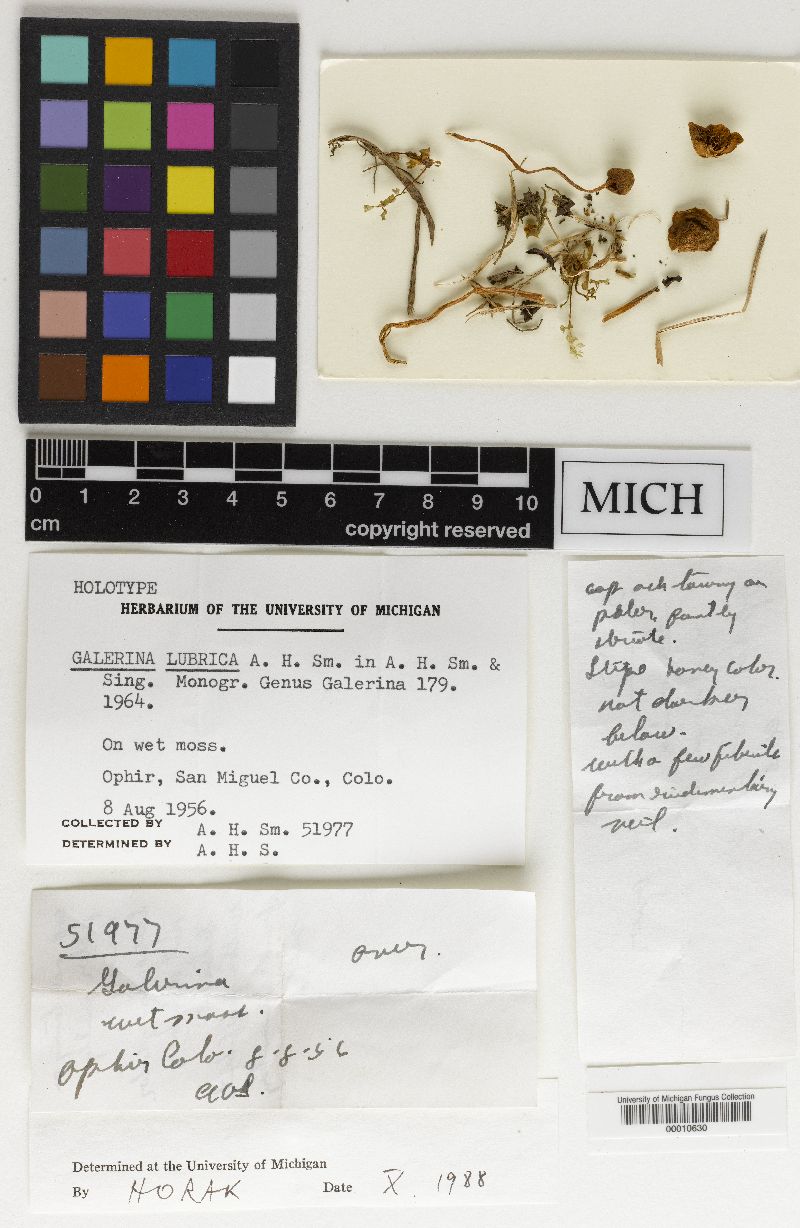 0 1 2 3 4 5 6 7 8 9 10
cm
copyright reserved
MICH
HOLOTYPE
HERBARIUM OF THE UNIVERSITY OF MICHIGAN
GALERINA LUBRICA A. H. Sm. in A. H. Sm. &
Sing. Monogr. Genus Galerina 179.
1964.
On wet moss.
Ophir, San Miguel Co., Colo.
8 Aug 1956.
COLLECTED BY A. H. Sm. 51977
DETERMINED BY A. H. S.
cap och tawny or
paler, faintly
striate.
Stipe honey color.
not darker
below.
with a few fibrils
from rudimentary
veil.
51977
over.
Galerina
wet moss.
Ophir Colo. 8-8-56
University of Michigan Fungus Collection
00010630
Determined at the University of Michigan
By HORAK Date X. 1988